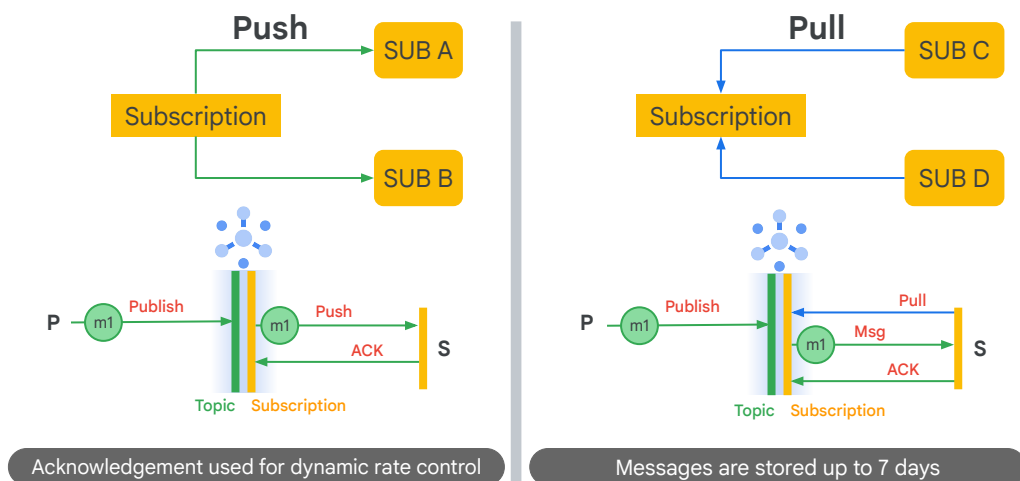 Push
SUB A
Subscription
SUB B
P
m1
Publish
m1
Push
ACK
S
Topic
Subscription
Acknowledgement used for dynamic rate control
Pull
SUB C
Subscription
SUB D
P
m1
Publish
Pull
m1
Msg
ACK
S
Topic
Subscription
Messages are stored up to 7 days